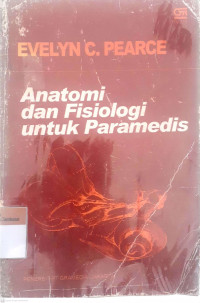 EVELYN C. PEARCE
Anatomi
dan Fisiologi
untuk Paramedis